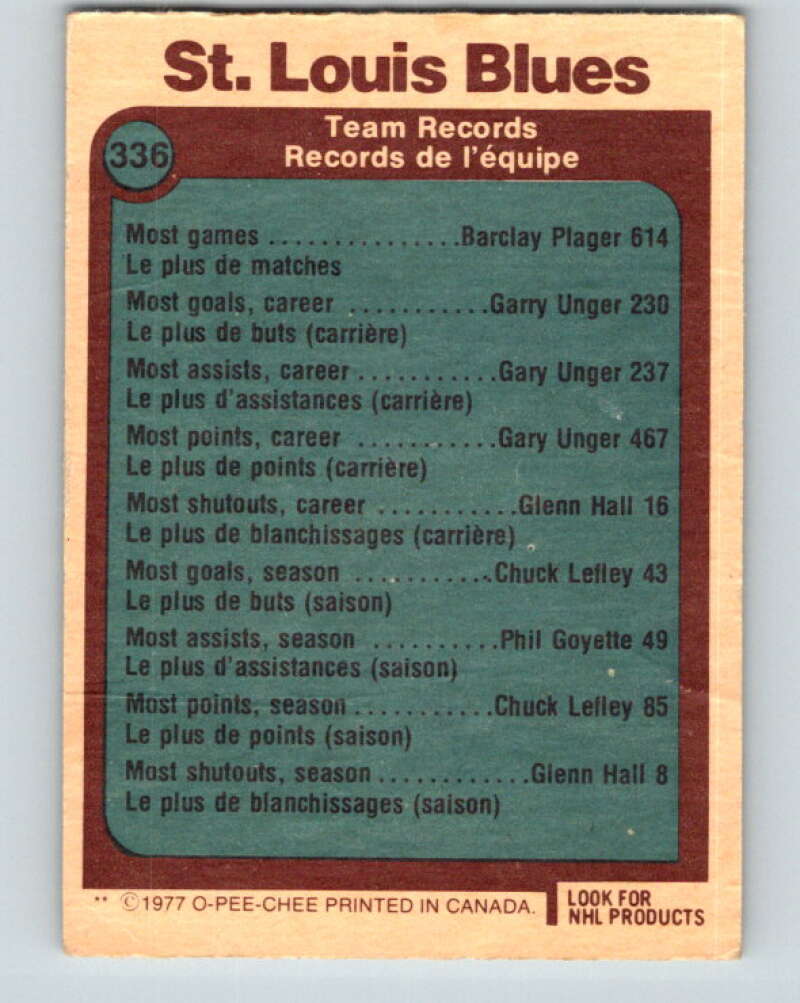 St. Louis Blues
336
Team Records
Records de l'équipe
Most games ...............Barclay Plager 614
Le plus de matches
Most goals, career ...........Garry Unger 230
Le plus de buts (carrière)
Most assists, career ...........Gary Unger 237
Le plus d'assistances (carrière)
Most points, career ...........Gary Unger 467
Le plus de points (carrière)
Most shutouts, career ...........Glenn Hall 16
Le plus de blanchissages (carrière)
Most goals, season ...........Chuck Lefley 43
Le plus de buts (saison)
Most assists, season ..........Phil Goyette 49
Le plus d'assistances (saison)
Most points, season ...........Chuck Lefley 85
Le plus de points (saison)
Most shutouts, season ............Glenn Hall 8
Le plus de blanchissages (saison)
** ©1977 O-PEE-CHEE PRINTED IN CANADA.
LOOK FOR
NHL PRODUCTS